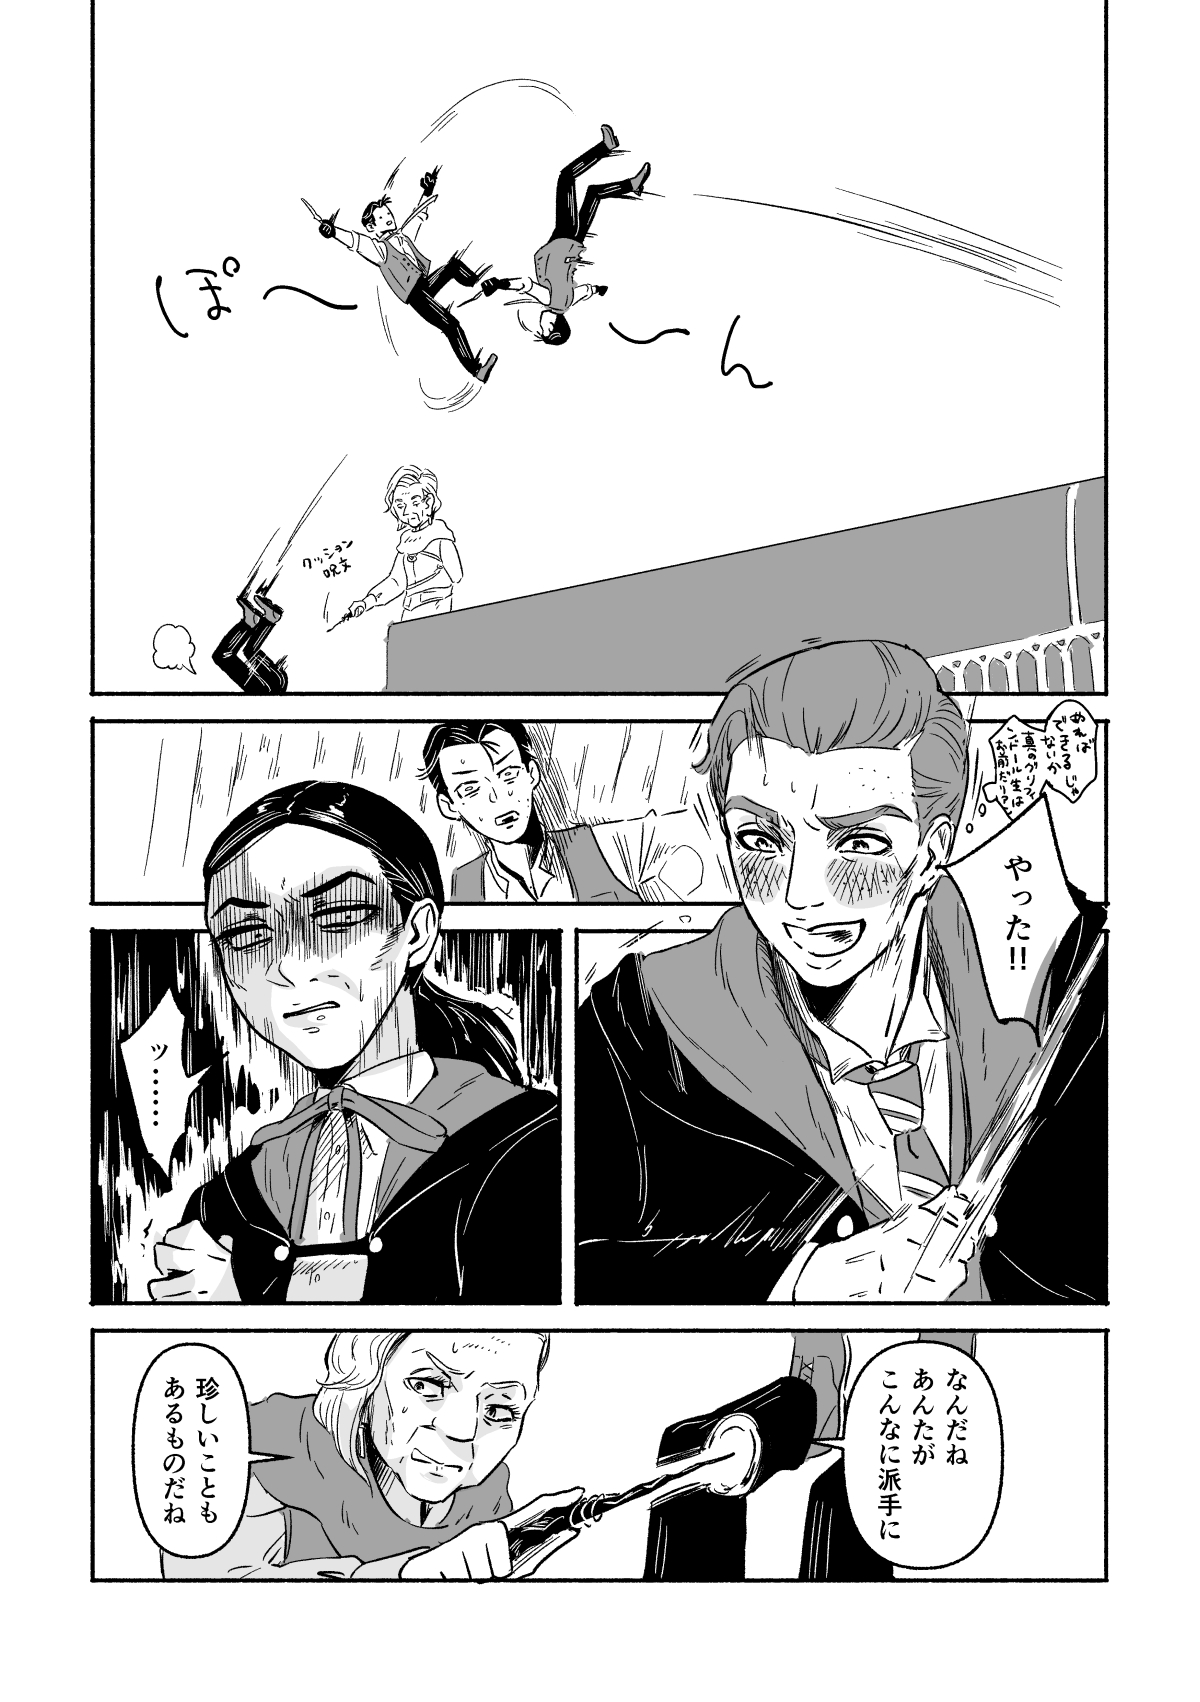 ぽ〜
〜ん
クッション
呪文
やれば
できるじゃ
ないか
真のグリフィ
ンドール生は
お前だけ?
やった!!
ッ……
なんだね
あんたが
こんなに派手に
珍しいことも
あるものだね